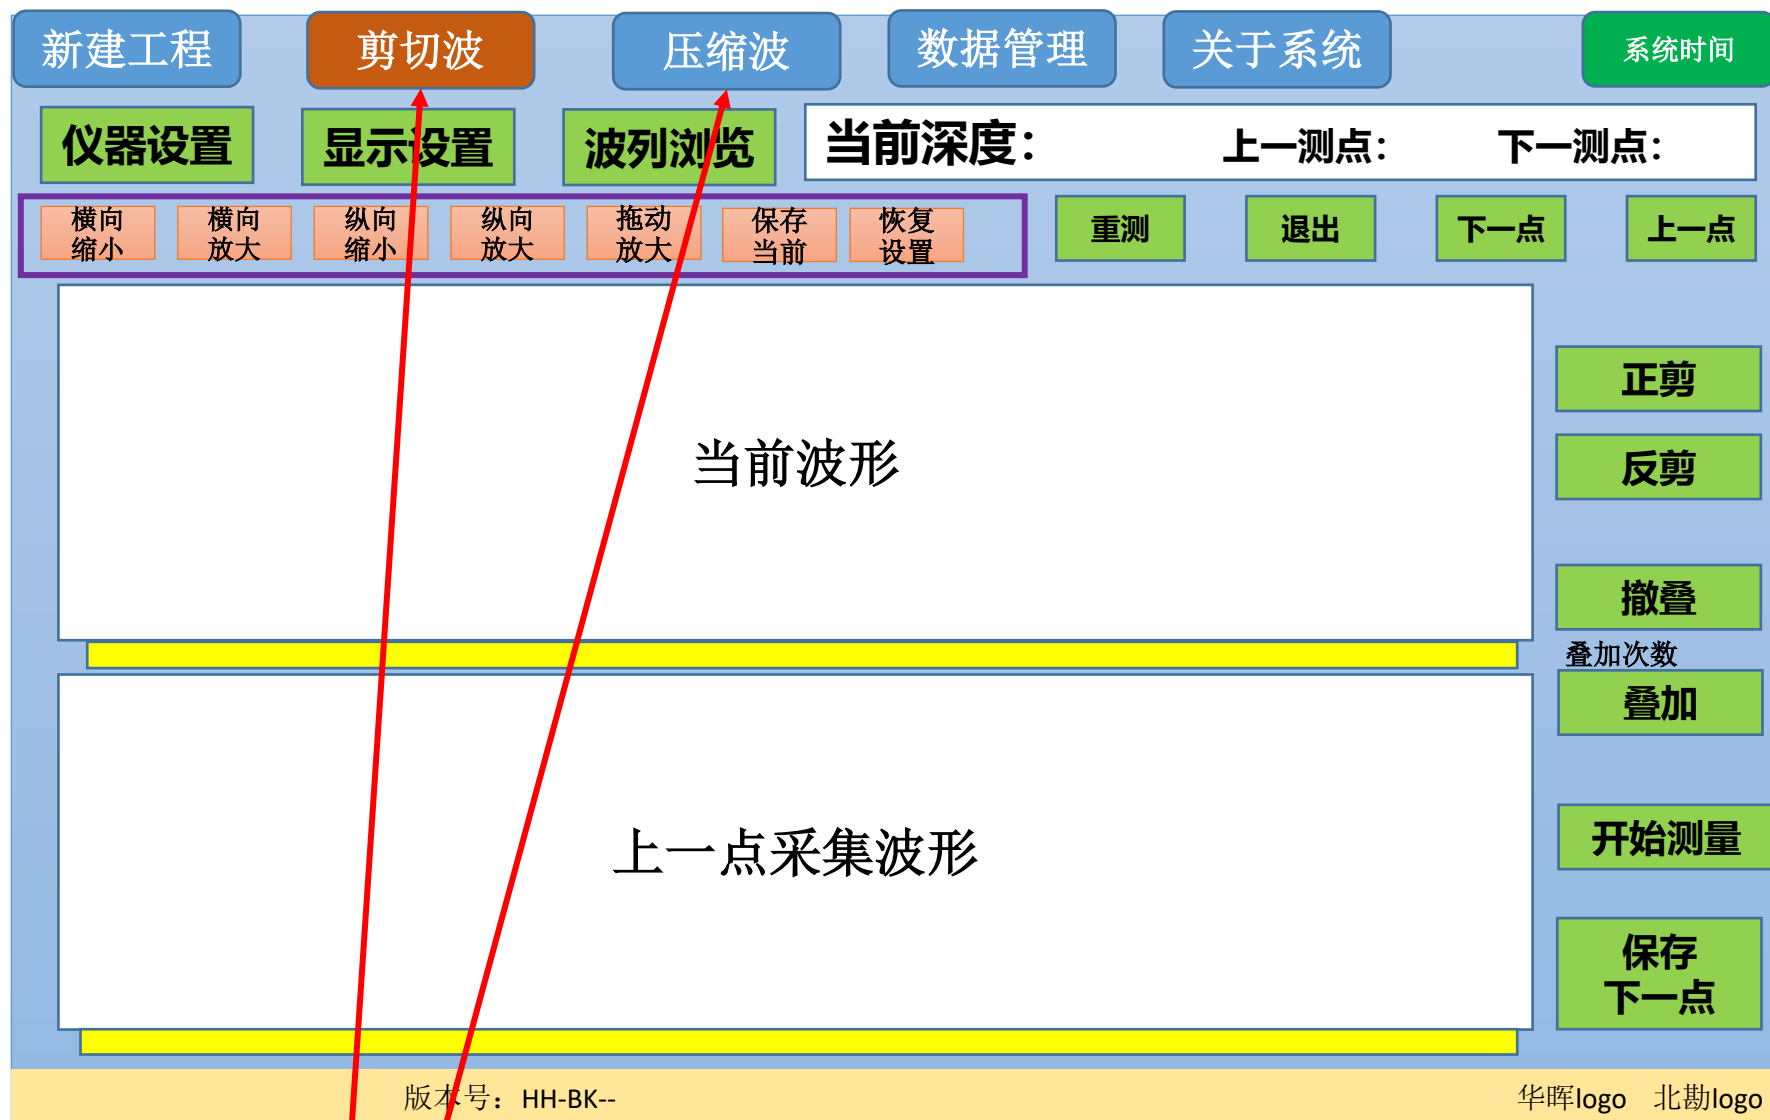 新建工程 剪切波 压缩波 数据管理 关于系统 系统时间
仪器设置 显示设置 波列浏览 当前深度： 上一测点： 下一测点：
横向 横向 纵向 纵向 拖动 保存 恢复
缩小 放大 缩小 放大 放大 当前 设置
重测 退出 下一点 上一点
当前波形
正剪
反剪
撤叠
叠加次数
叠加
上一点采集波形
开始测量
保存
下一点
版本号：HH-BK-- 华晖logo 北勘logo